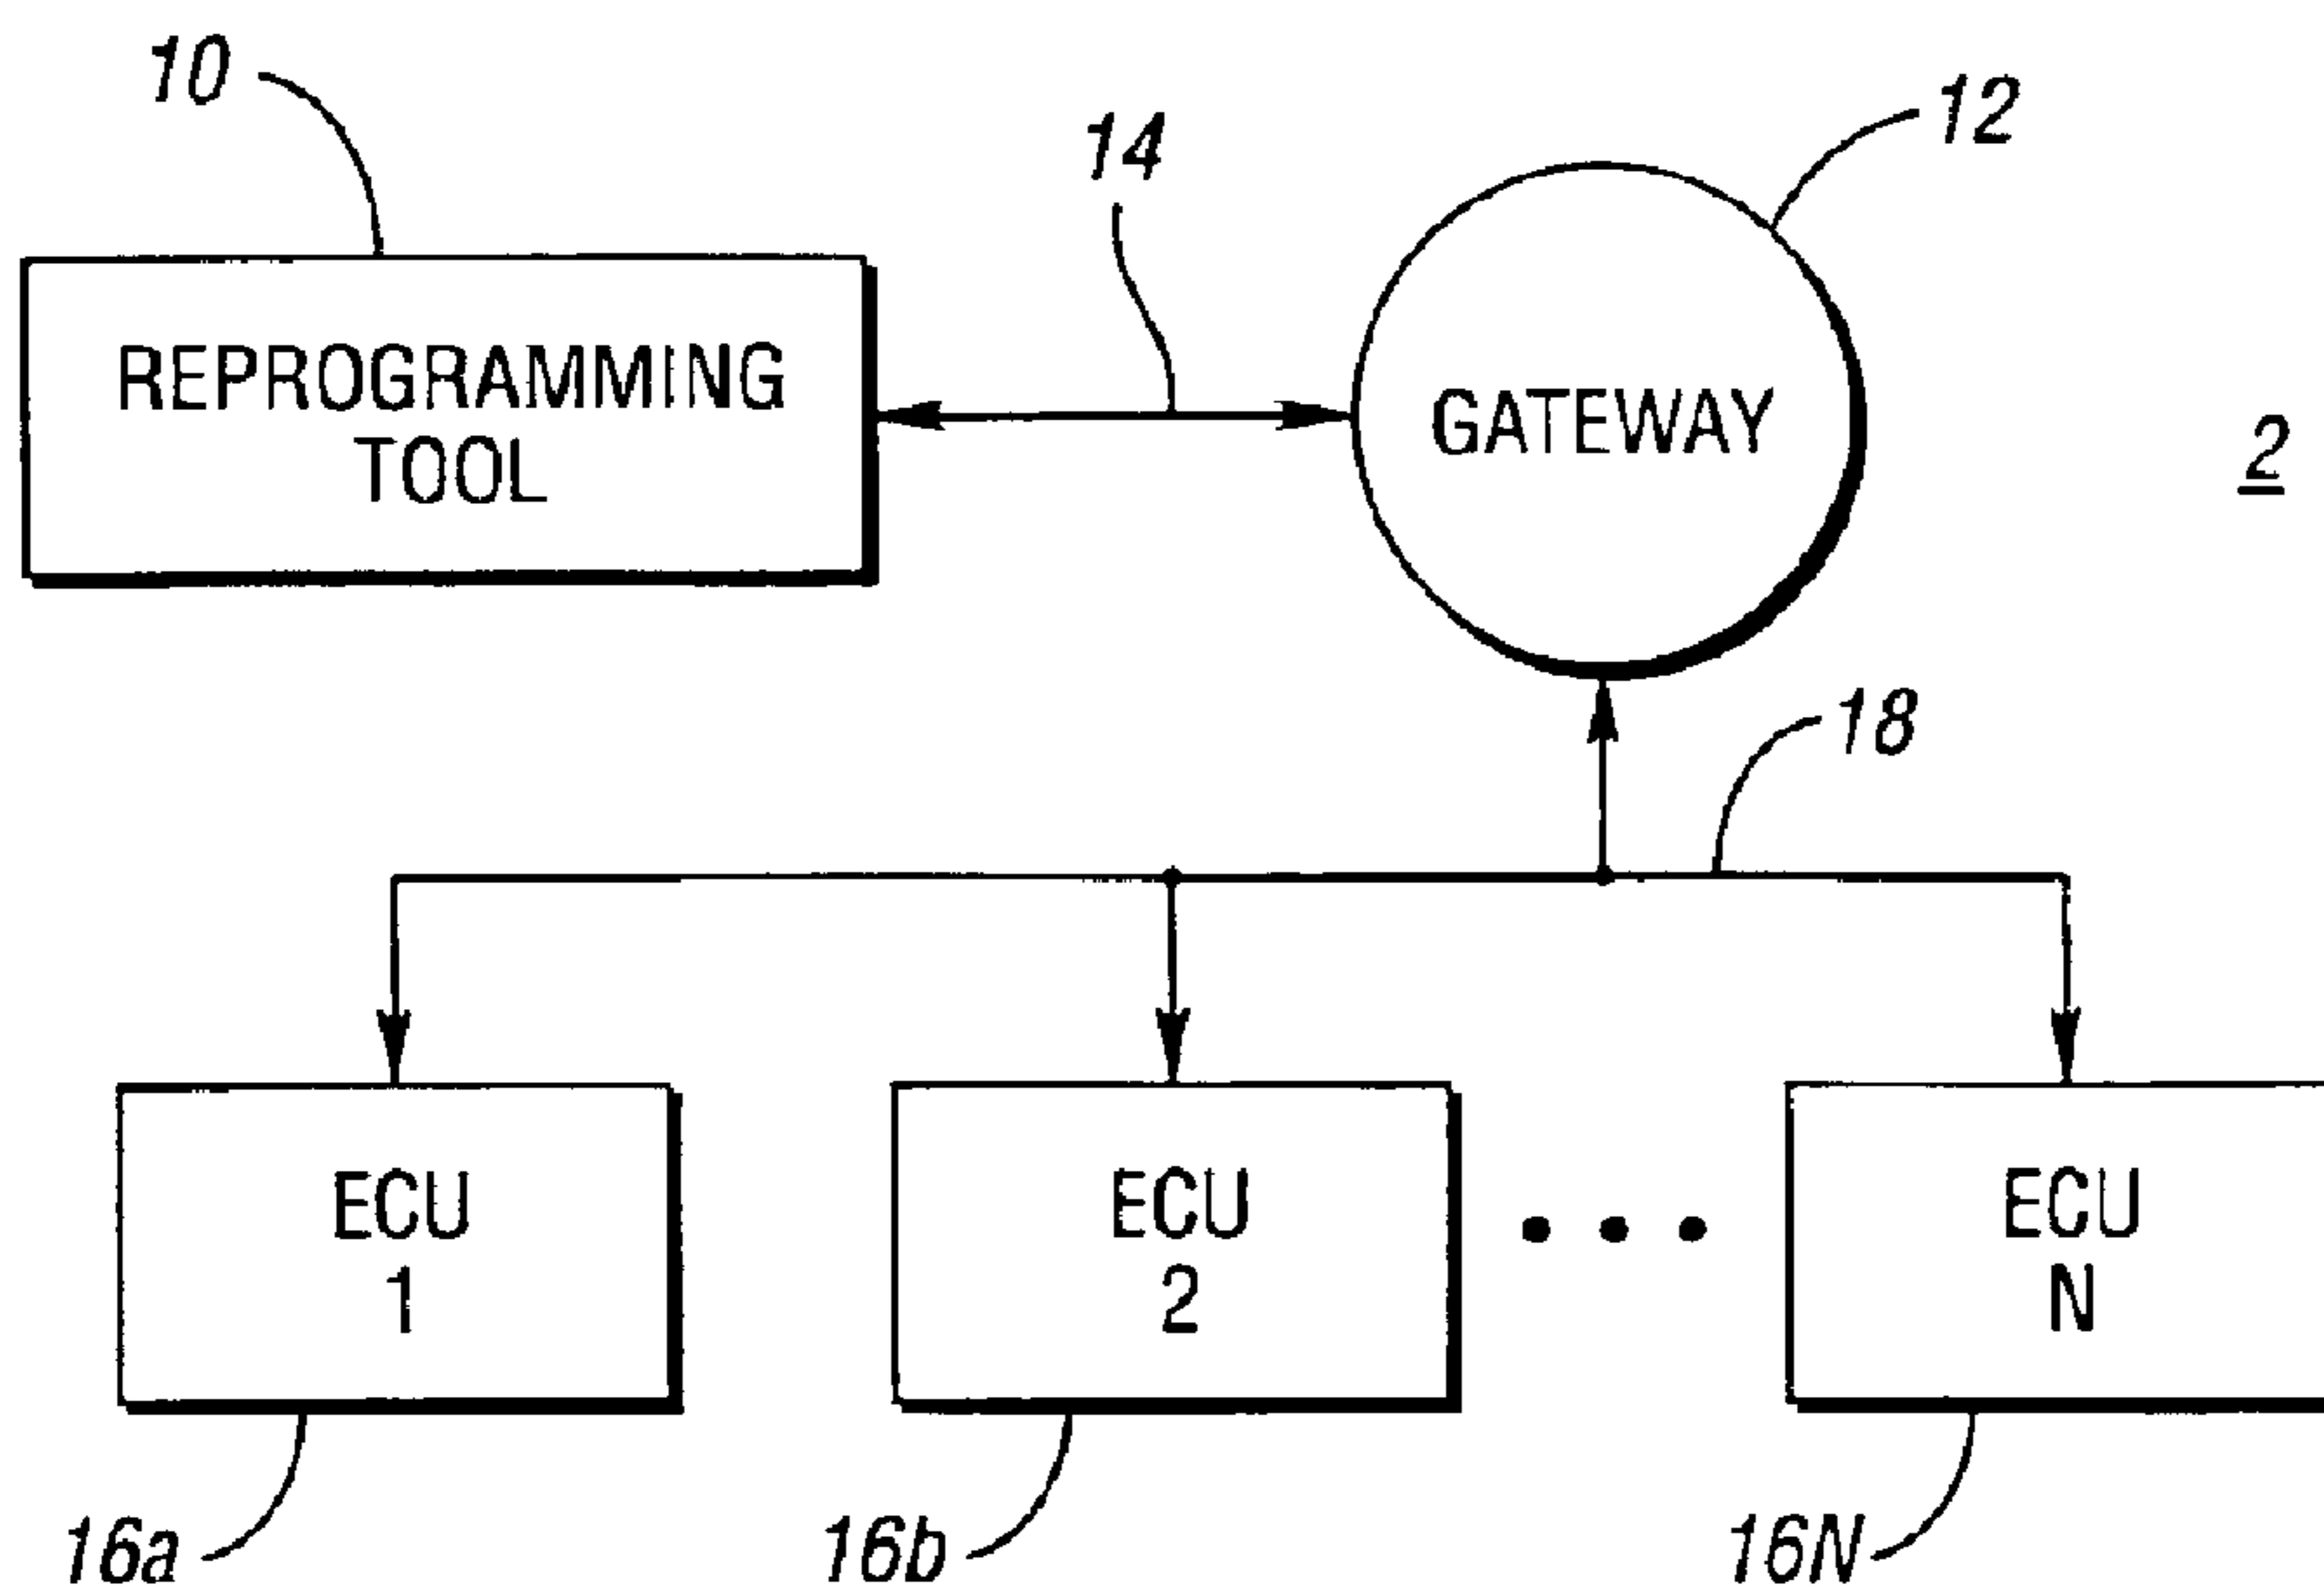 10
14
12
REPROGRAMMING
TOOL
GATEWAY
2
18
ECU
1
ECU
2
ECU
N
16a
16b
16N